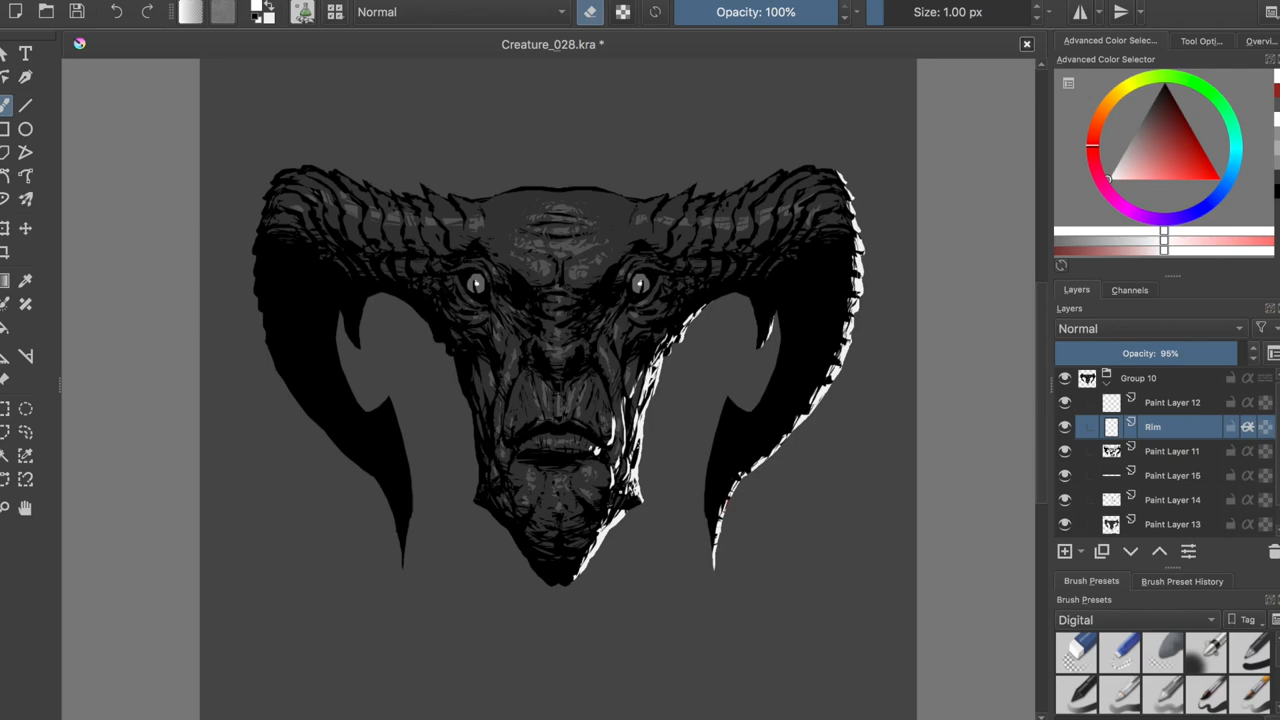 Normal
Opacity: 100%
Size: 1.00 px
Creature_028.kra *
Advanced Color Selec...
Tool Opti...
Overvi...
Advanced Color Selector
Layers
Channels
Layers
Normal
Opacity: 95%
Group 10
Paint Layer 12
Rim
Paint Layer 11
Paint Layer 15
Paint Layer 14
Paint Layer 13
Brush Presets
Brush Preset History
Brush Presets
Digital
Tag